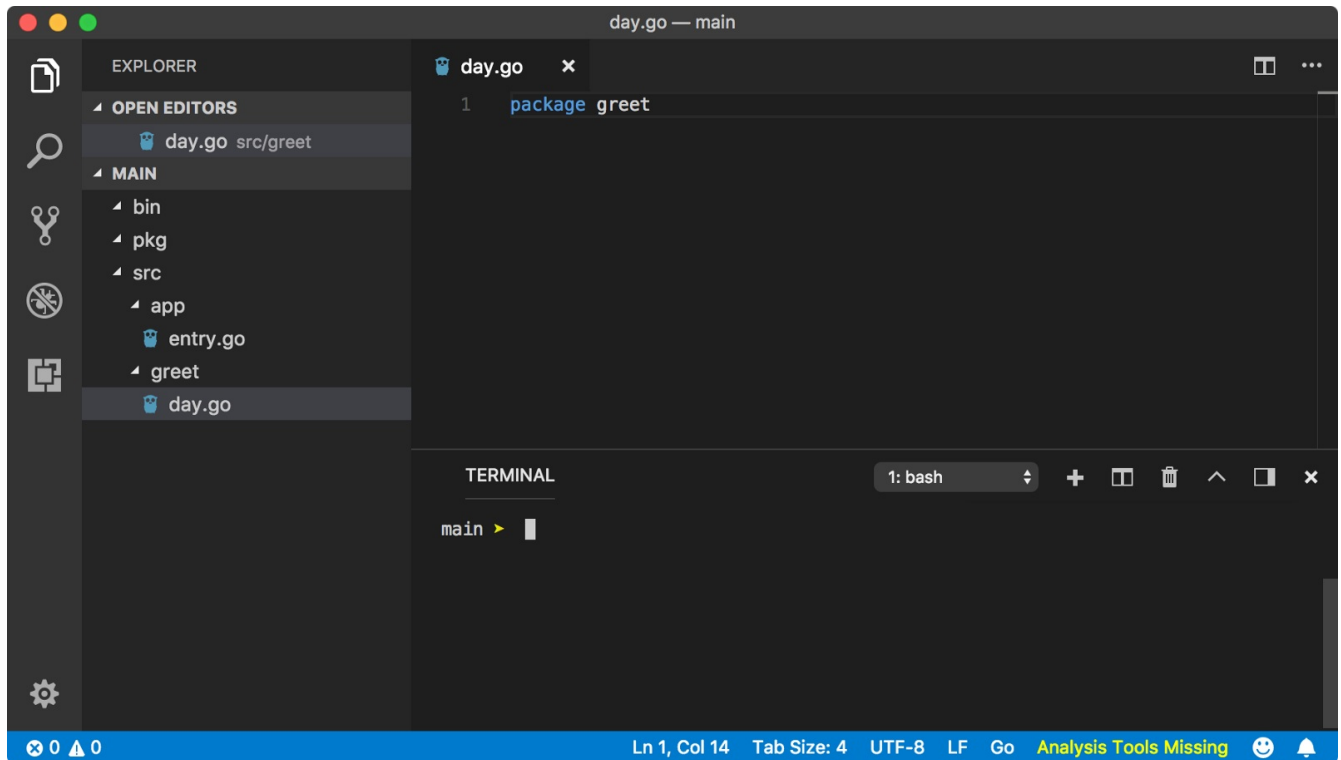 day.go — main
EXPLORER
OPEN EDITORS
day.go src/greet
MAIN
bin
pkg
src
app
entry.go
greet
day.go
day.go
1 package greet
TERMINAL
1: bash
main ➤
0 0
Ln 1, Col 14 Tab Size: 4 UTF-8 LF Go Analysis Tools Missing